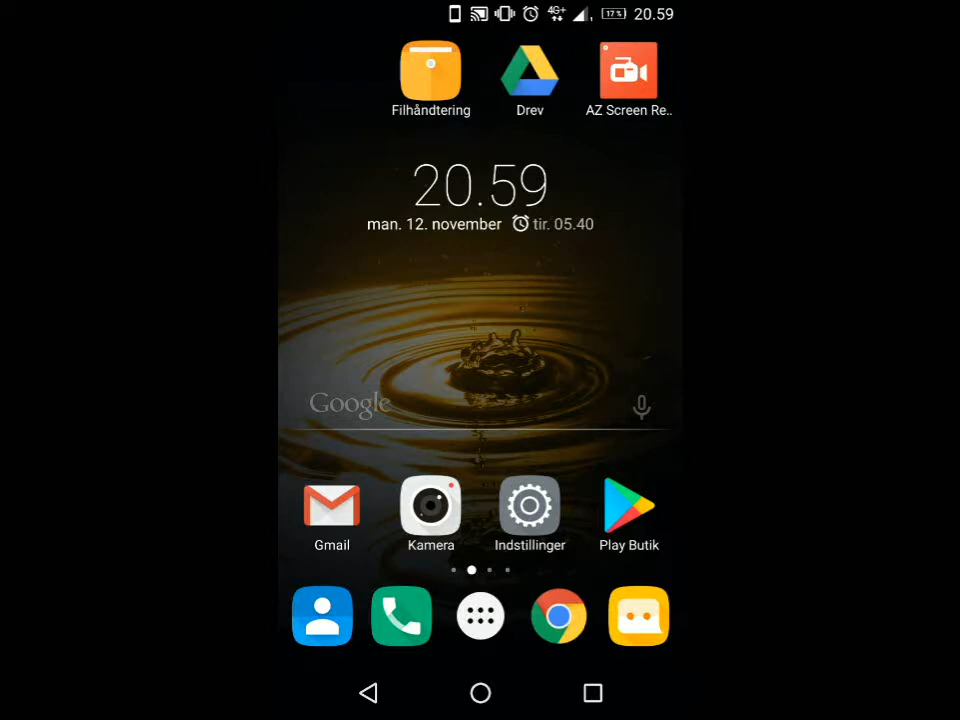 4G+ 17 % 20.59
Filhåndtering Drev AZ Screen Re..
20.59
man. 12. november tir. 05.40
Google
Gmail Kamera Indstillinger Play Butik